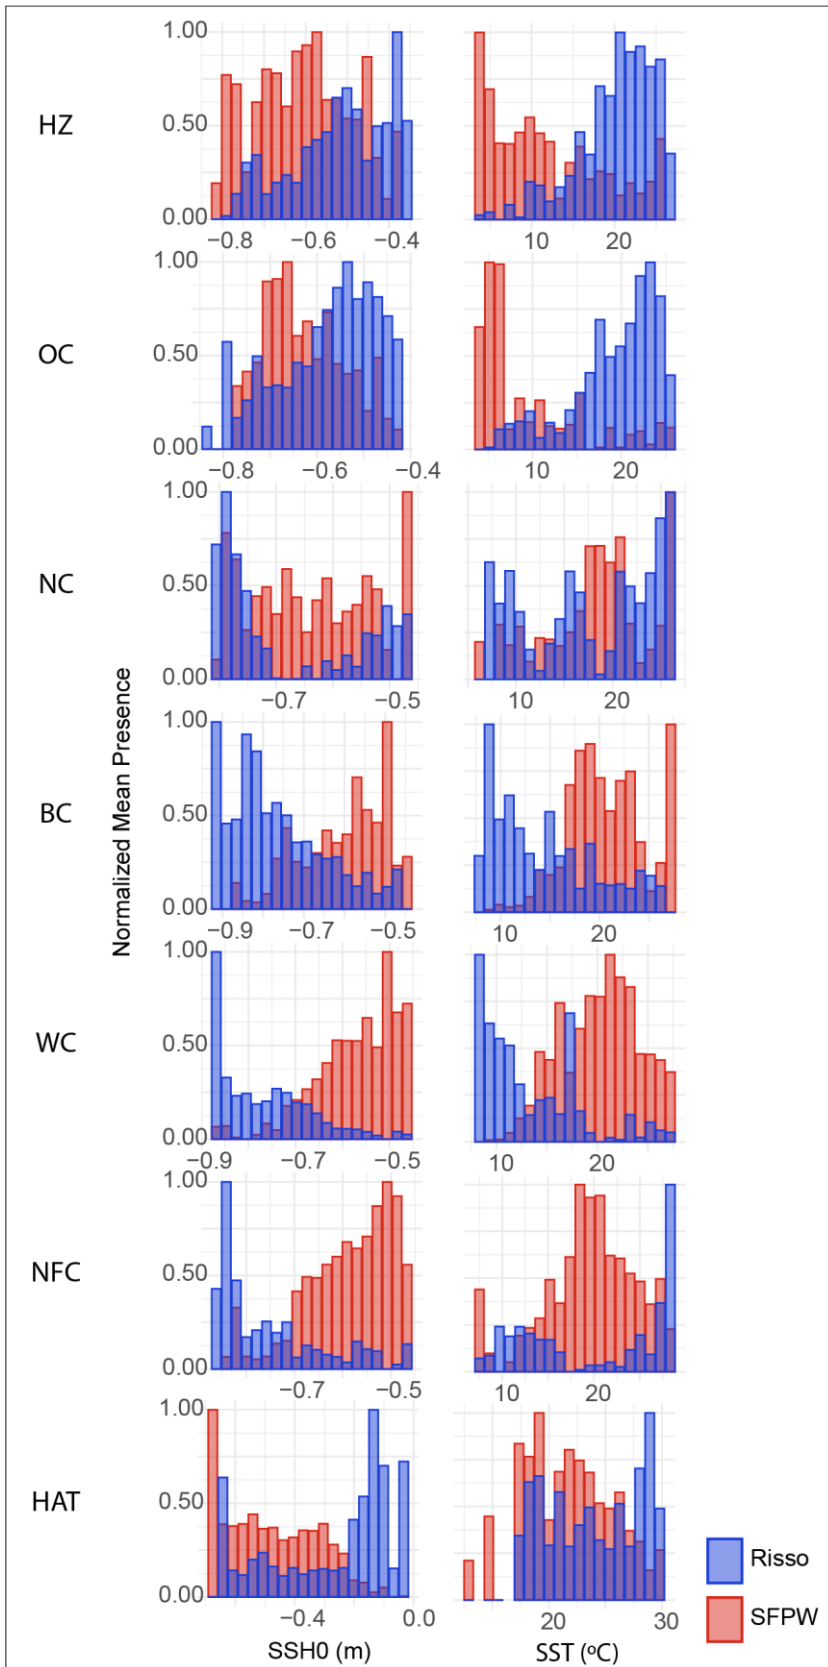 HZ
1.00
0.50
0.00
−0.8 −0.6 −0.4
10 20
OC
1.00
0.50
0.00
−0.8 −0.6 −0.4
10 20
NC
1.00
0.50
0.00
−0.7 −0.5
10 20
BC
1.00
0.50
0.00
−0.9 −0.7 −0.5
10 20
WC
1.00
0.50
0.00
−0.9 −0.7 −0.5
10 20
NFC
1.00
0.50
0.00
−0.7 −0.5
10 20
HAT
1.00
0.50
0.00
−0.4 0.0
20 30
Normalized Mean Presence
SSH0 (m)
SST (ºC)
Risso
SFPW